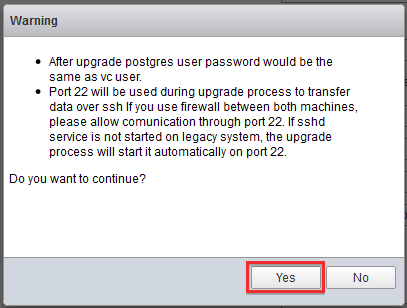 Warning
• After upgrade postgres user password would be the
same as vc user.
• Port 22 will be used during upgrade process to transfer
data over ssh If you use firewall between both machines,
please allow comunication through port 22. If sshd
service is not started on legacy system, the upgrade
process will start it automatically on port 22.
Do you want to continue?
Yes No